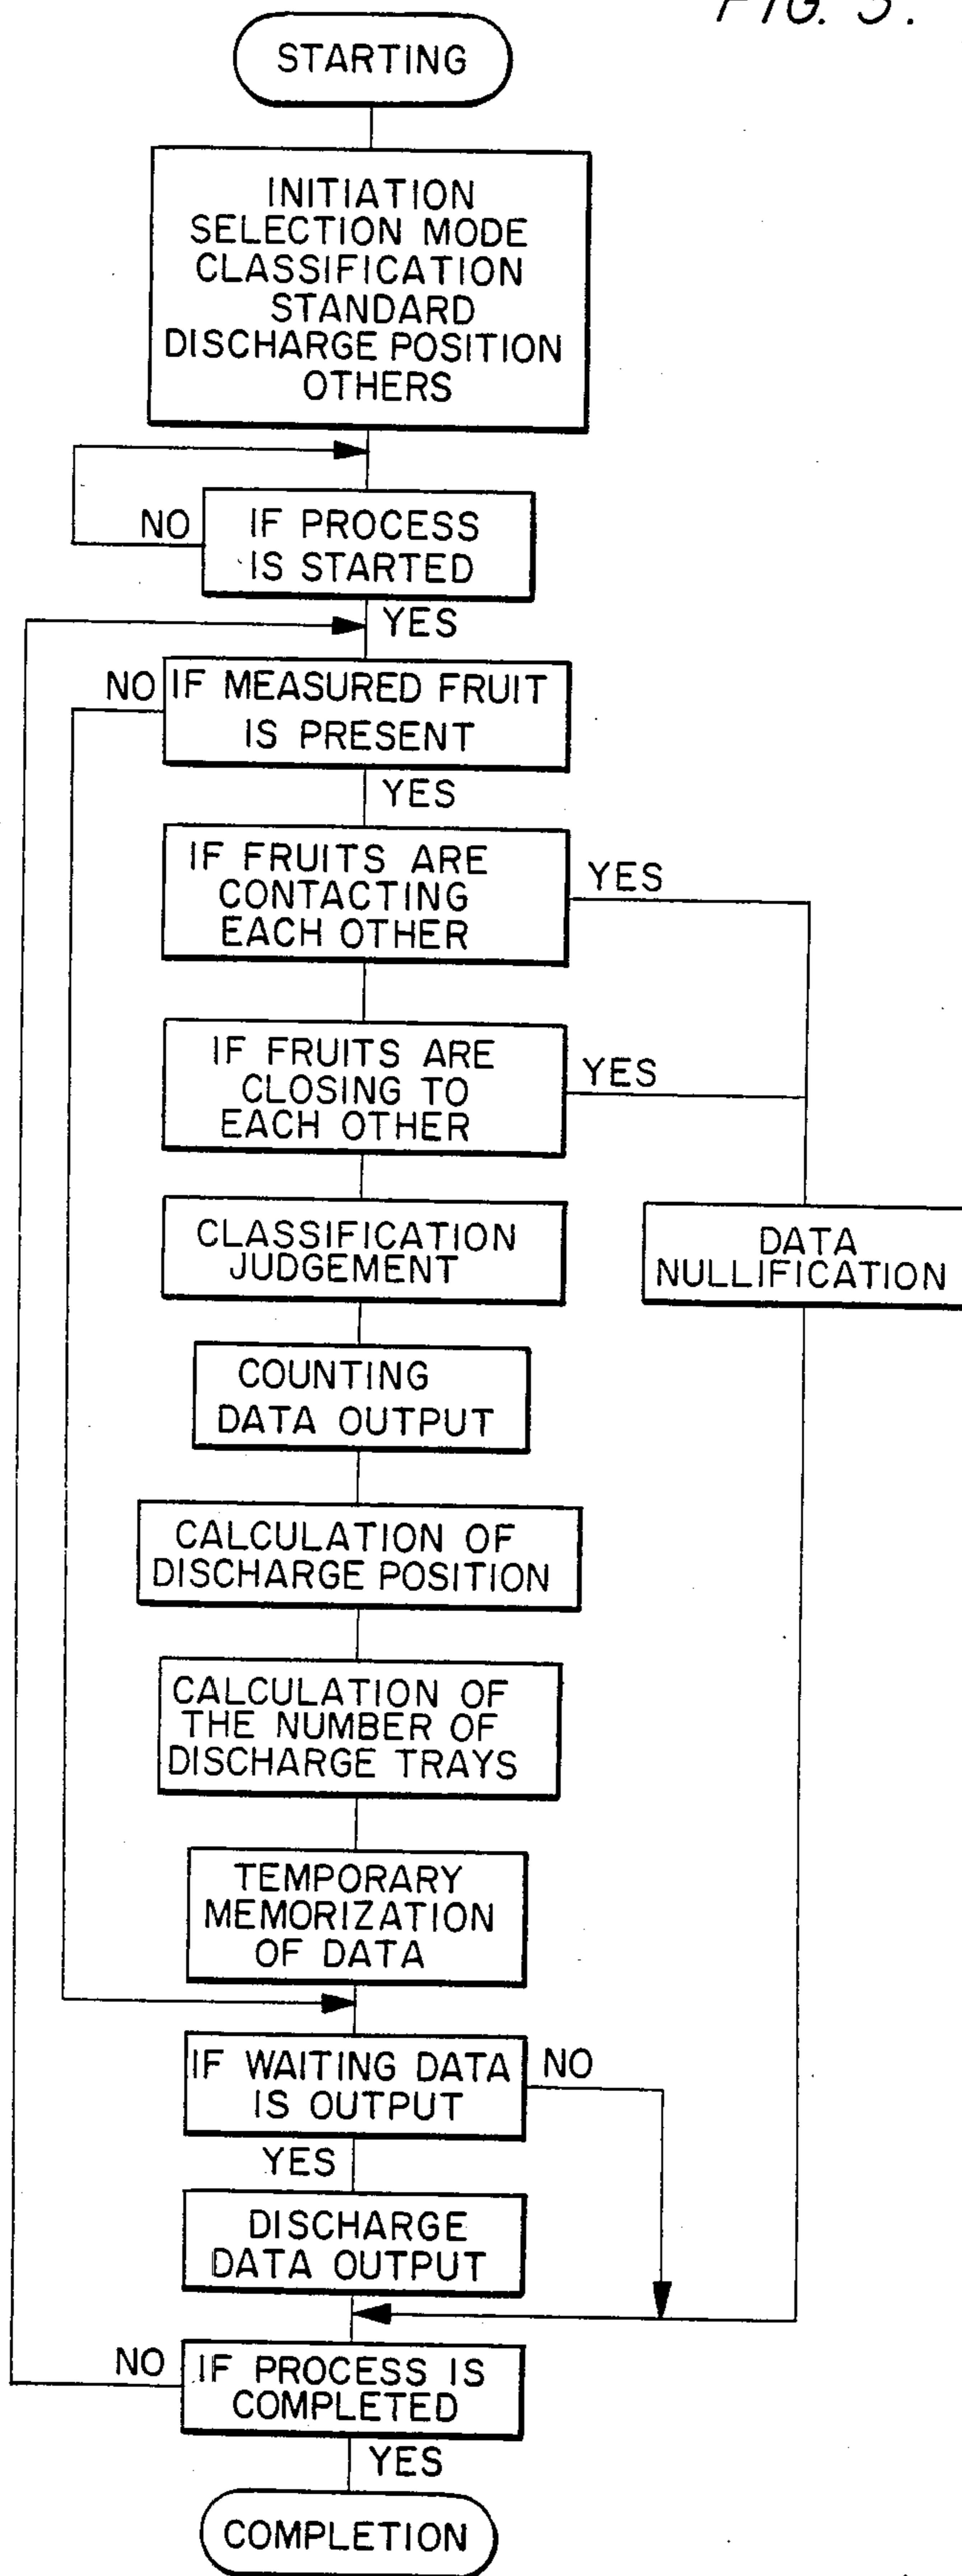 FIG. 5.
STARTING
INITIATION
SELECTION MODE
CLASSIFICATION
STANDARD
DISCHARGE POSITION
OTHERS
NO
IF PROCESS
IS STARTED
YES
NO
IF MEASURED FRUIT
IS PRESENT
YES
IF FRUITS ARE
CONTACTING
EACH OTHER
YES
IF FRUITS ARE
CLOSING TO
EACH OTHER
YES
CLASSIFICATION
JUDGEMENT
DATA
NULLIFICATION
COUNTING
DATA OUTPUT
CALCULATION OF
DISCHARGE POSITION
CALCULATION OF
THE NUMBER OF
DISCHARGE TRAYS
TEMPORARY
MEMORIZATION
OF DATA
IF WAITING DATA
IS OUTPUT
NO
YES
DISCHARGE
DATA OUTPUT
NO
IF PROCESS IS
COMPLETED
YES
COMPLETION